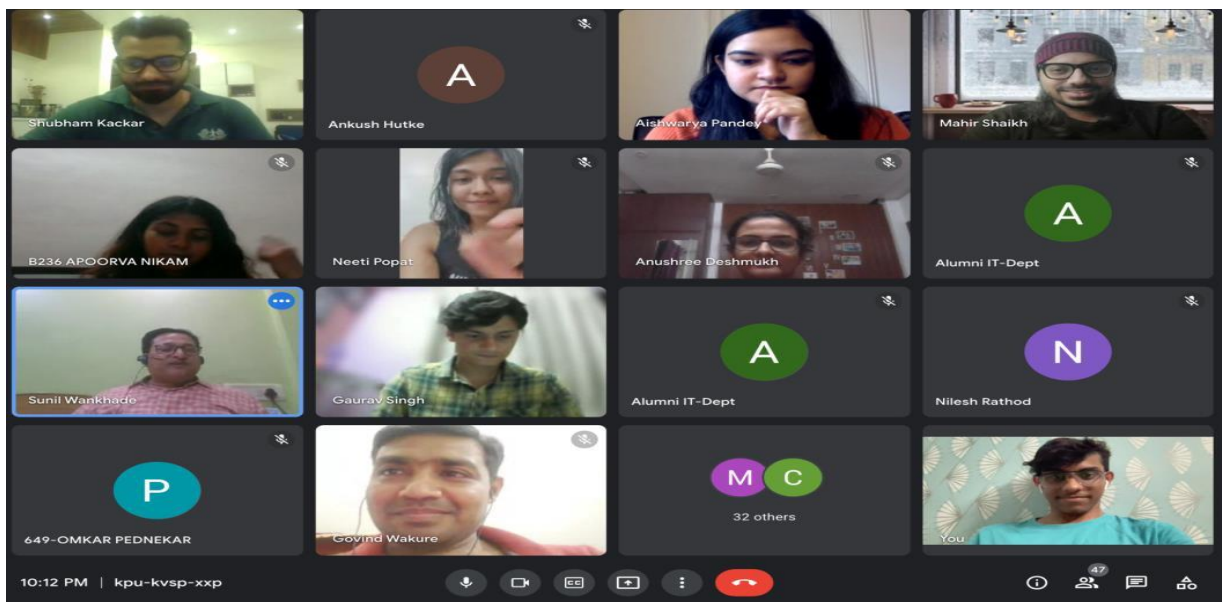 Shubham Kackar
A
Ankush Hutke
Aishwarya Pandey
Mahir Shaikh
B236 APOORVA NIKAM
Neeti Popat
Anushree Deshmukh
A
Alumni IT-Dept
Sunil Wankhade
Gaurav Singh
A
Alumni IT-Dept
N
Nilesh Rathod
P
649-OMKAR PEDNEKAR
Govind Wakure
M C
32 others
You
10:12 PM | kpu-kvsp-xxp
CC
47